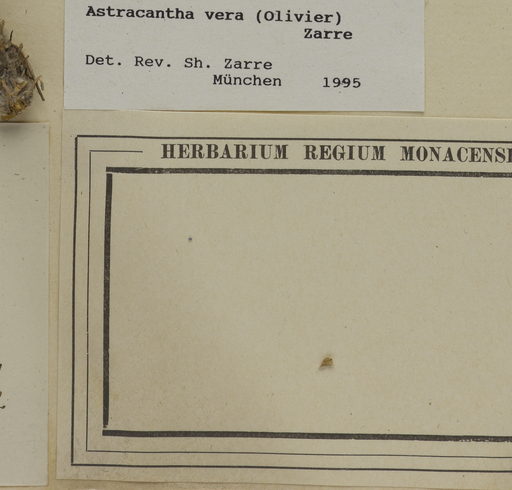 Astracantha vera (Olivier)
Zarre
Det. Rev. Sh. Zarre
München 1995
HERBARIUM REGIUM MONACENSE